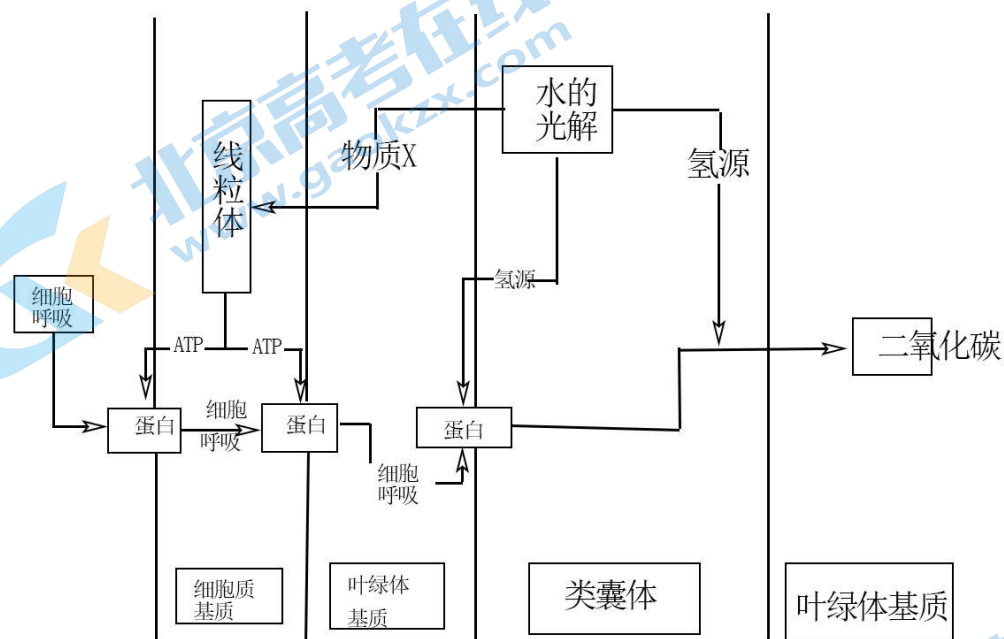 北京高考在线
www.gaokzx.com
水的
光解
线
粒
体
物质X
氢源
氢源
细胞
呼吸
ATP
ATP
蛋白
细胞
呼吸
蛋白
蛋白
细胞
呼吸
二氧化碳
细胞质
基质
叶绿体
基质
类囊体
叶绿体基质